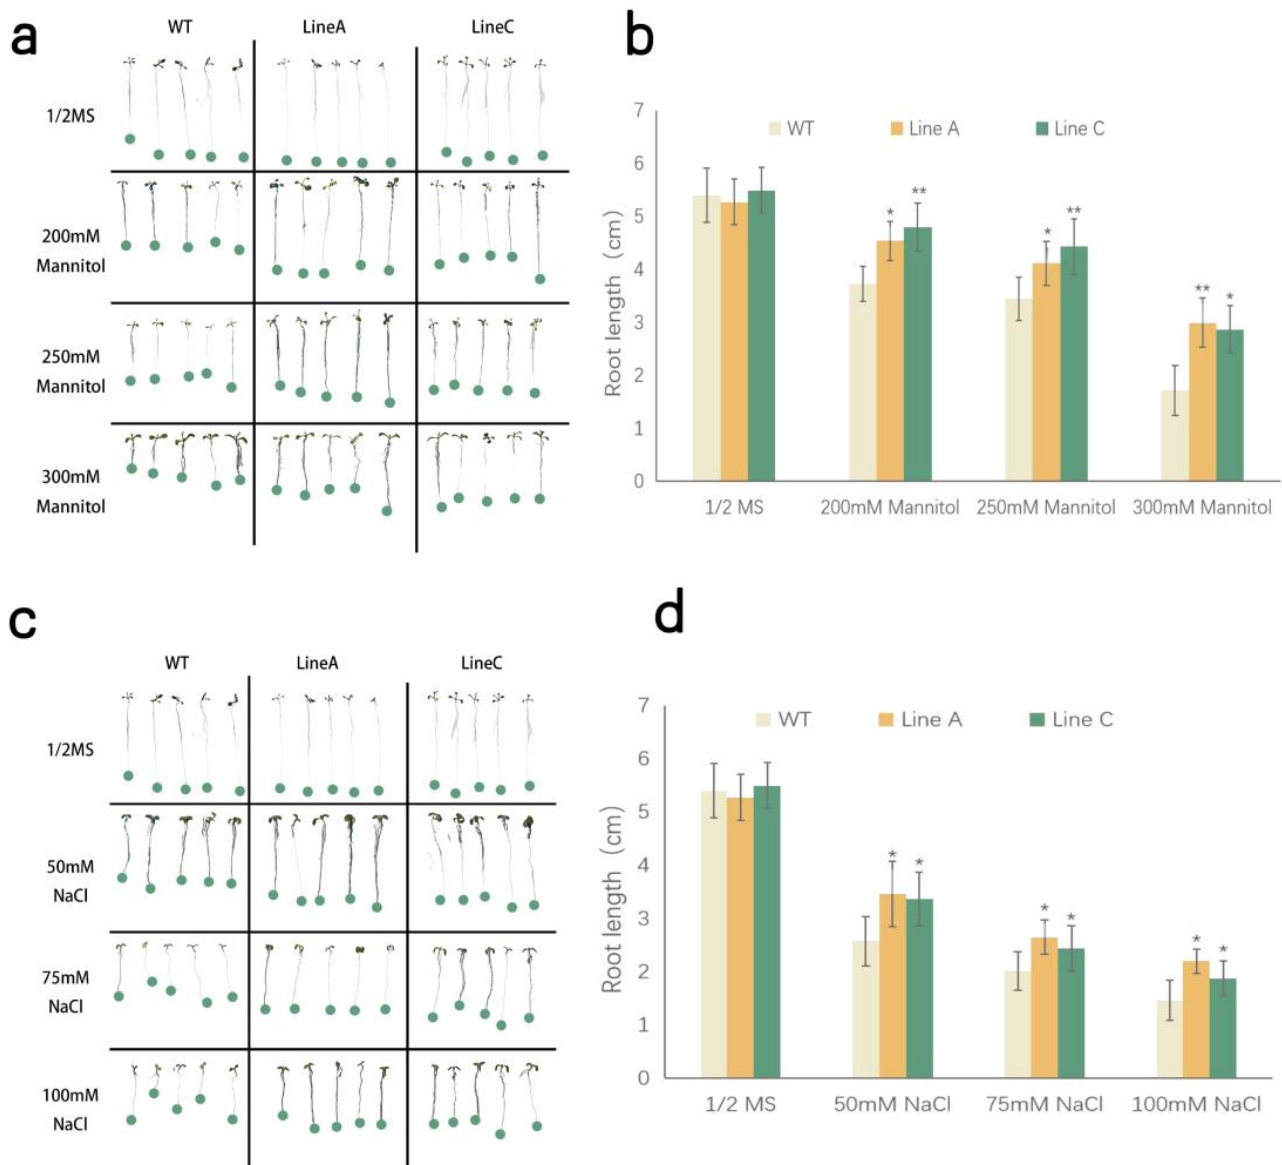 a
WT
LineA
LineC
1/2MS
200mM
Mannitol
250mM
Mannitol
300mM
Mannitol
b
7
6
5
4
3
2
1
0
Root length (cm)
WT
Line A
Line C
*
**
*
**
**
*
1/2 MS
200mM Mannitol
250mM Mannitol
300mM Mannitol
c
WT
LineA
LineC
1/2MS
50mM
NaCl
75mM
NaCl
100mM
NaCl
d
7
6
5
4
3
2
1
0
Root length (cm)
WT
Line A
Line C
*
*
*
*
*
*
1/2 MS
50mM NaCl
75mM NaCl
100mM NaCl